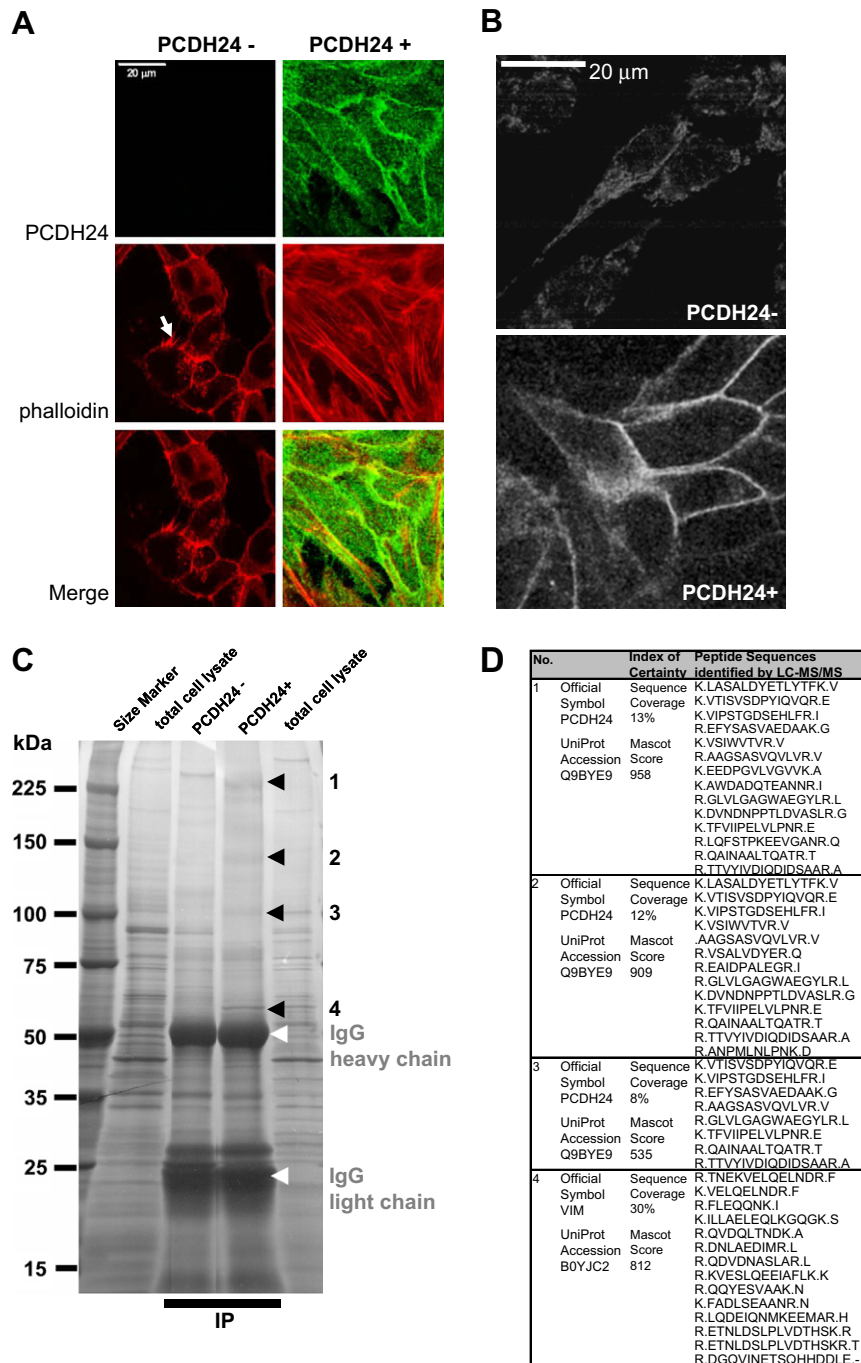 A
PCDH24 -
PCDH24 +
20 µm
PCDH24
phalloidin
Merge
B
20 µm
PCDH24-
PCDH24+
C
Size Marker
total cell lysate
PCDH24 -
PCDH24+
total cell lysate
kDa
225
150
100
75
50
35
25
15
1
2
3
4
IgG
heavy chain
IgG
light chain
IP
D
No. Index of Certainty Peptide Sequences identified by LC-MS/MS
1 Official Symbol PCDH24 Sequence Coverage 13%
UniProt Accession Q9BYE9 Mascot Score 958
K.LASALDYETLYTFK.V
K.VTISVSDPYIQVQR.E
K.VIPSTGDSEHLFR.I
R.EFYSASVAEDAAK.G
K.VSIWVTVR.V
R.AAGSASVQVLVR.V
K.EEDPGVLVGVVK.A
K.AWDADQTEANNR.I
R.GLVLGAGWAEGYLR.L
K.DVNDNPPTLDVASLR.G
K.TFVIIPELVLPNR.E
R.LQFSTPKEEVGANR.Q
R.QAINAALTQATR.T
R.TTVYIVDIQDIDSAAR.A
2 Official Symbol PCDH24 Sequence Coverage 12%
UniProt Accession Q9BYE9 Mascot Score 909
K.LASALDYETLYTFK.V
K.VTISVSDPYIQVQR.E
K.VIPSTGDSEHLFR.I
K.VSIWVTVR.V
.AAGSASVQVLVR.V
R.VSALVDYER.Q
R.EAIDPALEGR.I
R.GLVLGAGWAEGYLR.L
K.DVNDNPPTLDVASLR.G
K.TFVIIPELVLPNR.E
R.QAINAALTQATR.T
R.TTVYIVDIQDIDSAAR.A
R.ANPMLNLPNK.D
3 Official Symbol PCDH24 Sequence Coverage 8%
UniProt Accession Q9BYE9 Mascot Score 535
K.VTISVSDPYIQVQR.E
K.VIPSTGDSEHLFR.I
R.EFYSASVAEDAAK.G
R.AAGSASVQVLVR.V
R.GLVLGAGWAEGYLR.L
K.TFVIIPELVLPNR.E
R.QAINAALTQATR.T
R.TTVYIVDIQDIDSAAR.A
4 Official Symbol VIM Sequence Coverage 30%
UniProt Accession B0YJC2 Mascot Score 812
R.TNEKVELQELNDR.F
K.VELQELNDR.F
R.FLEQQNK.I
K.ILLAELEQLKGQGK.S
R.QVDQLTNDK.A
R.DNLAEDIMR.L
R.QDVDNASLAR.L
R.KVESLQEEIAFLK.K
R.QQYESVAAK.N
K.FADLSEAANR.N
R.LQDEIQNMKEEMAR.H
R.ETNLDSLPLVDTHSK.R
R.ETNLDSLPLVDTHSKR.T
R.DGQVINETSQHHDDLE.-